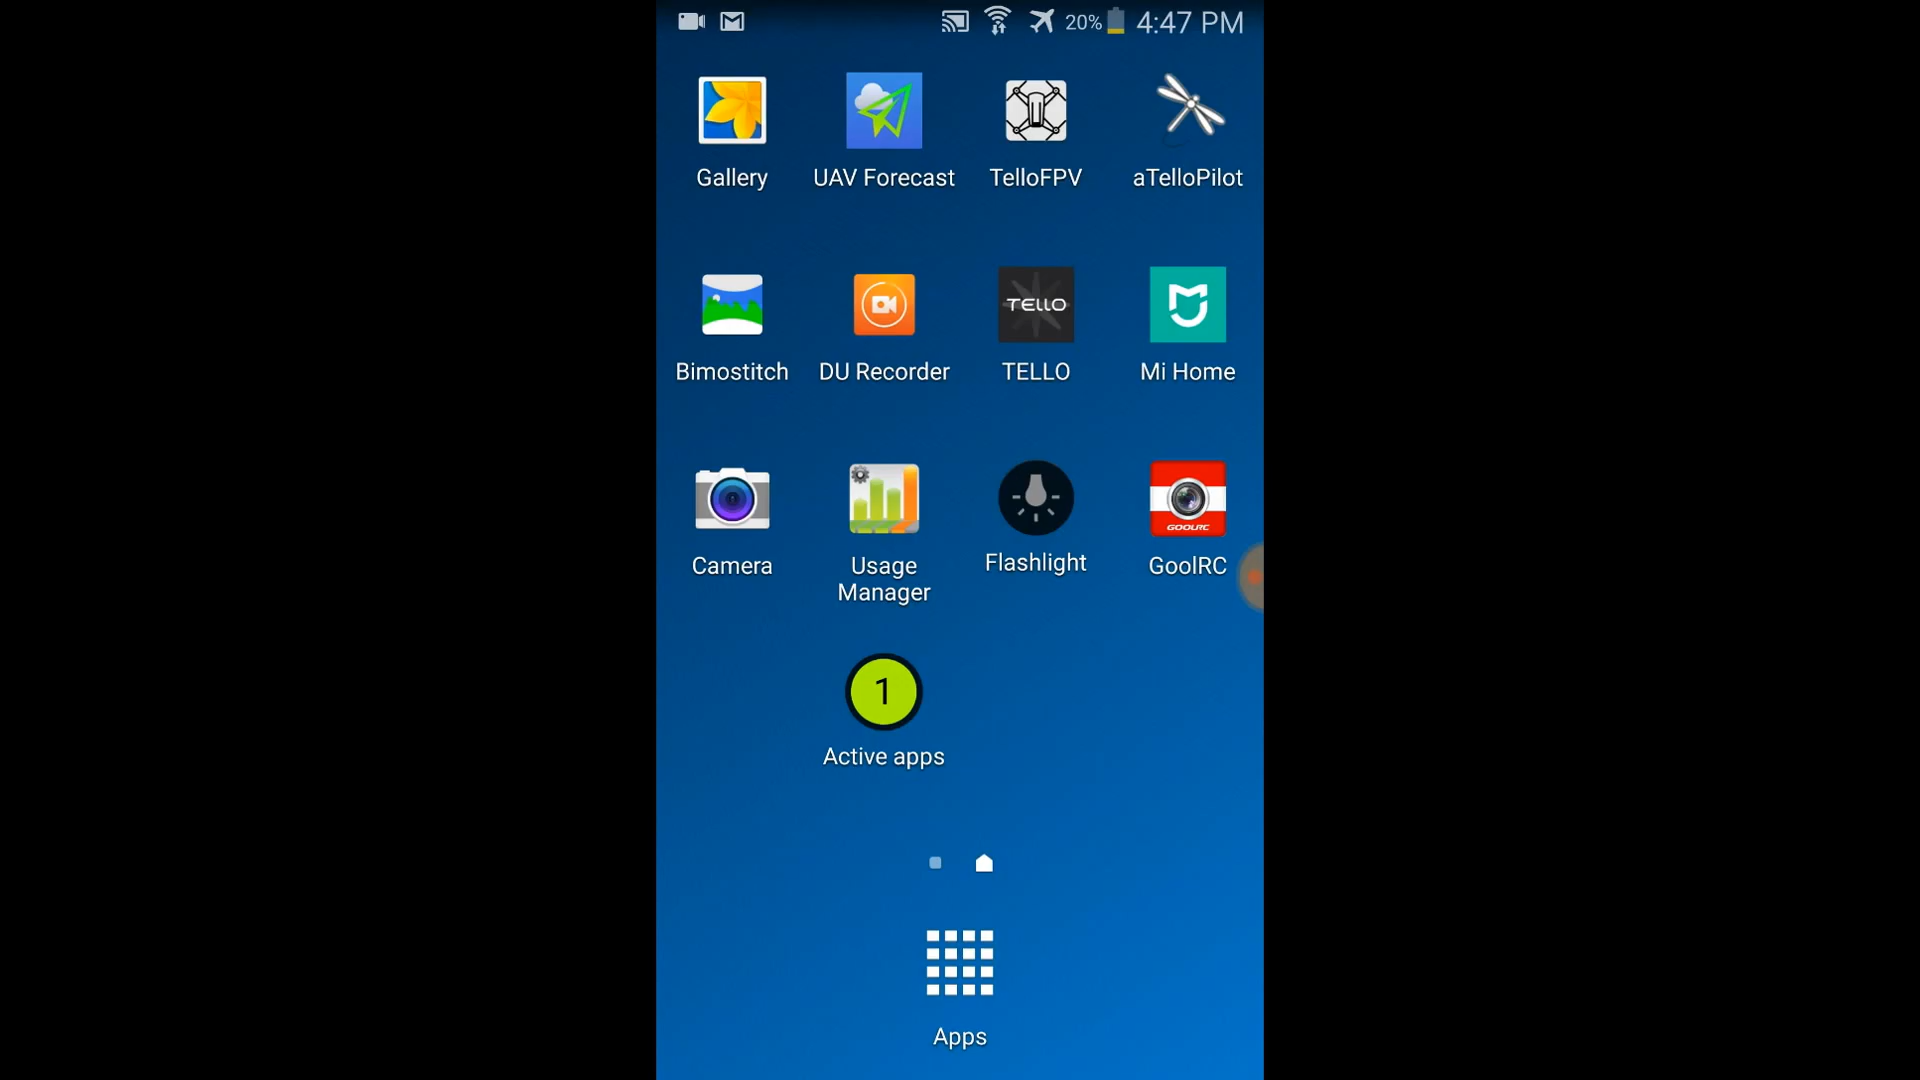 20% 4:47 PM
Gallery UAV Forecast TelloFPV aTelloPilot
TELLO
Bimostitch DU Recorder TELLO Mi Home
GOOLRC
Camera Usage Manager Flashlight GoolRC
1
Active apps
Apps